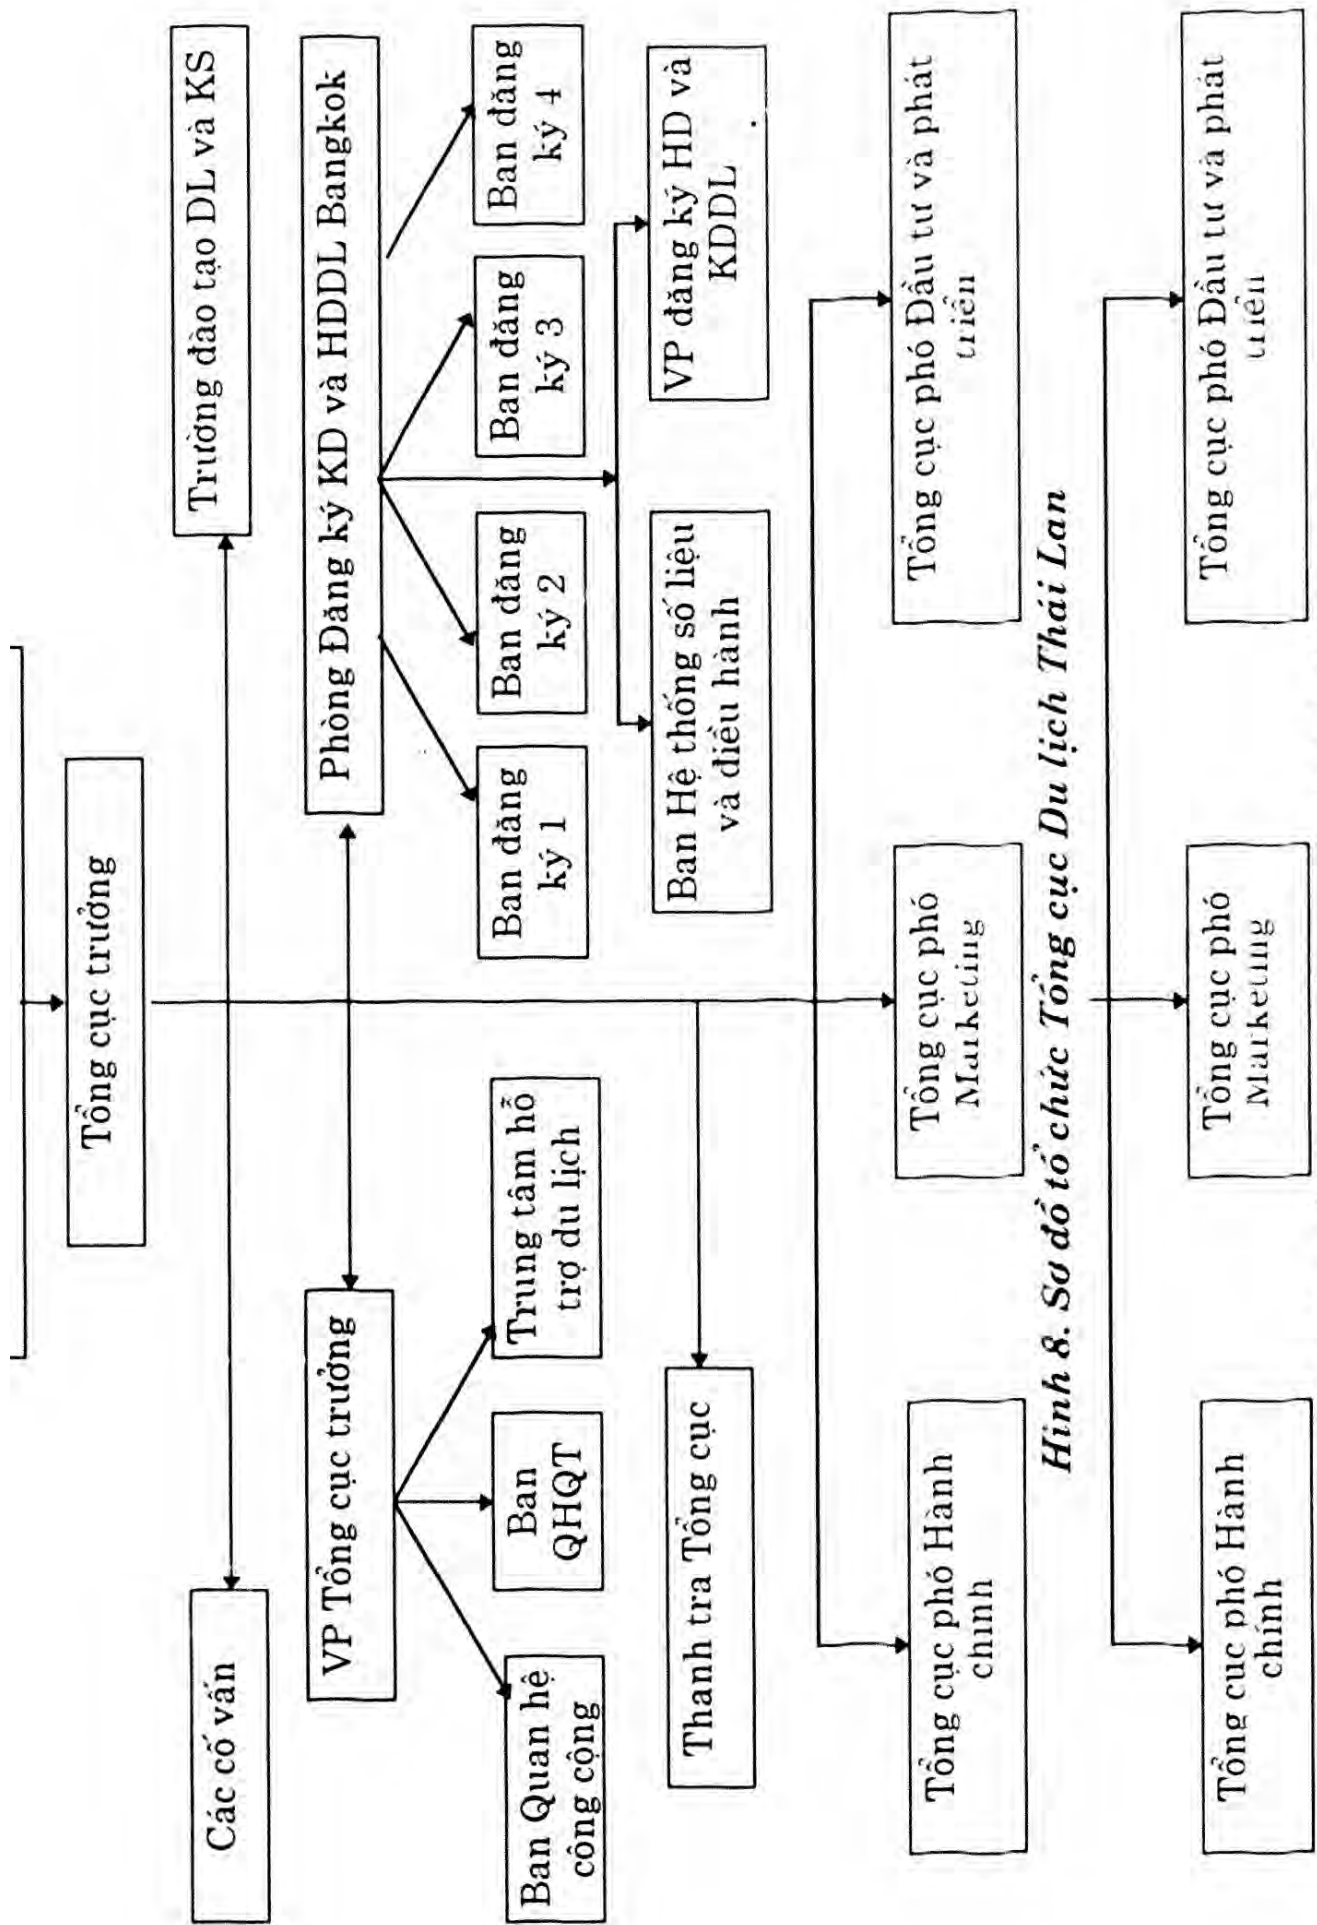 Tổng cục trưởng
Các cố vấn
Trường đào tạo DL và KS
VP Tổng cục trưởng
Phòng Đăng ký KD và HDDL Bangkok
Ban Quan hệ
công cộng
Ban
QHQT
Trung tâm hỗ
trợ du lịch
Ban đăng
ký 1
Ban đăng
ký 2
Ban đăng
ký 3
Ban đăng
ký 4
Thanh tra Tổng cục
Ban Hệ thống số liệu
và điều hành
VP đăng ký HD và
KDDL
Tổng cục phó Hành
chính
Tổng cục phó
Marketing
Tổng cục phó Đầu tư và phát
triển
Hình 8. Sơ đồ tổ chức Tổng cục Du lịch Thái Lan
Tổng cục phó Hành
chính
Tổng cục phó
Marketing
Tổng cục phó Đầu tư và phát
triển